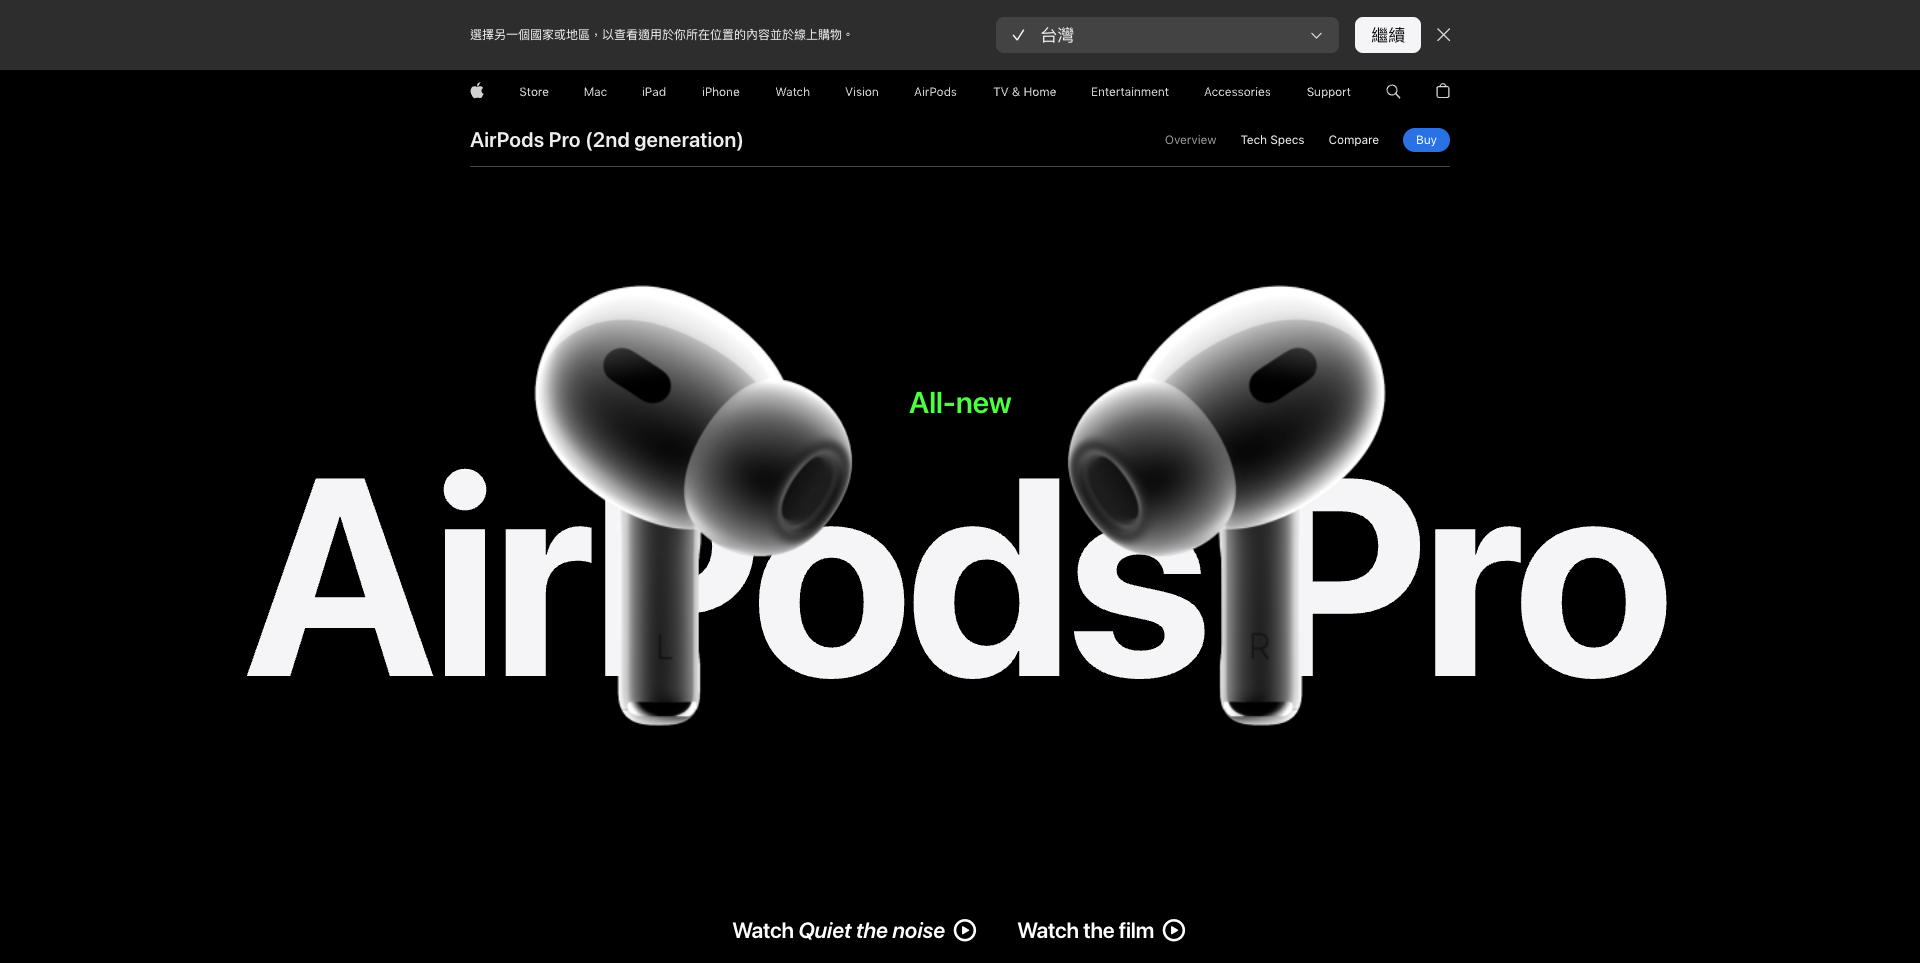 選擇另一個國家或地區，以查看適用於你所在位置的內容並於線上購物。
台灣
繼續
Store Mac iPad iPhone Watch Vision AirPods TV & Home Entertainment Accessories Support
AirPods Pro (2nd generation)
Overview Tech Specs Compare Buy
All-new
AirPods Pro
L
R
Watch Quiet the noise
Watch the film